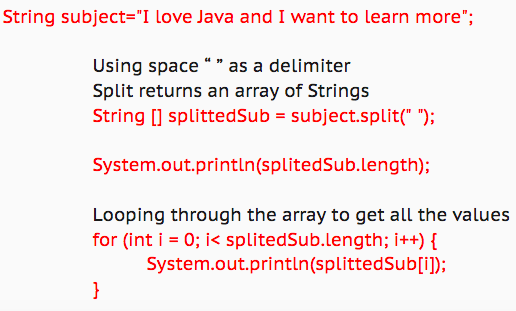 String subject="I love Java and I want to learn more";
Using space “ ” as a delimiter
Split returns an array of Strings
String [] splittedSub = subject.split(" ");
System.out.println(splitedSub.length);
Looping through the array to get all the values
for (int i = 0; i< splitedSub.length; i++) {
System.out.println(splittedSub[i]);
}